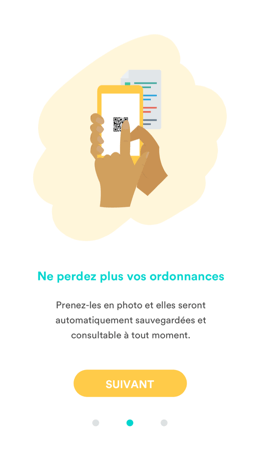 Ne perdez plus vos ordonnances
Prenez-les en photo et elles seront
automatiquement sauvegardées et
consultable à tout moment.
SUIVANT